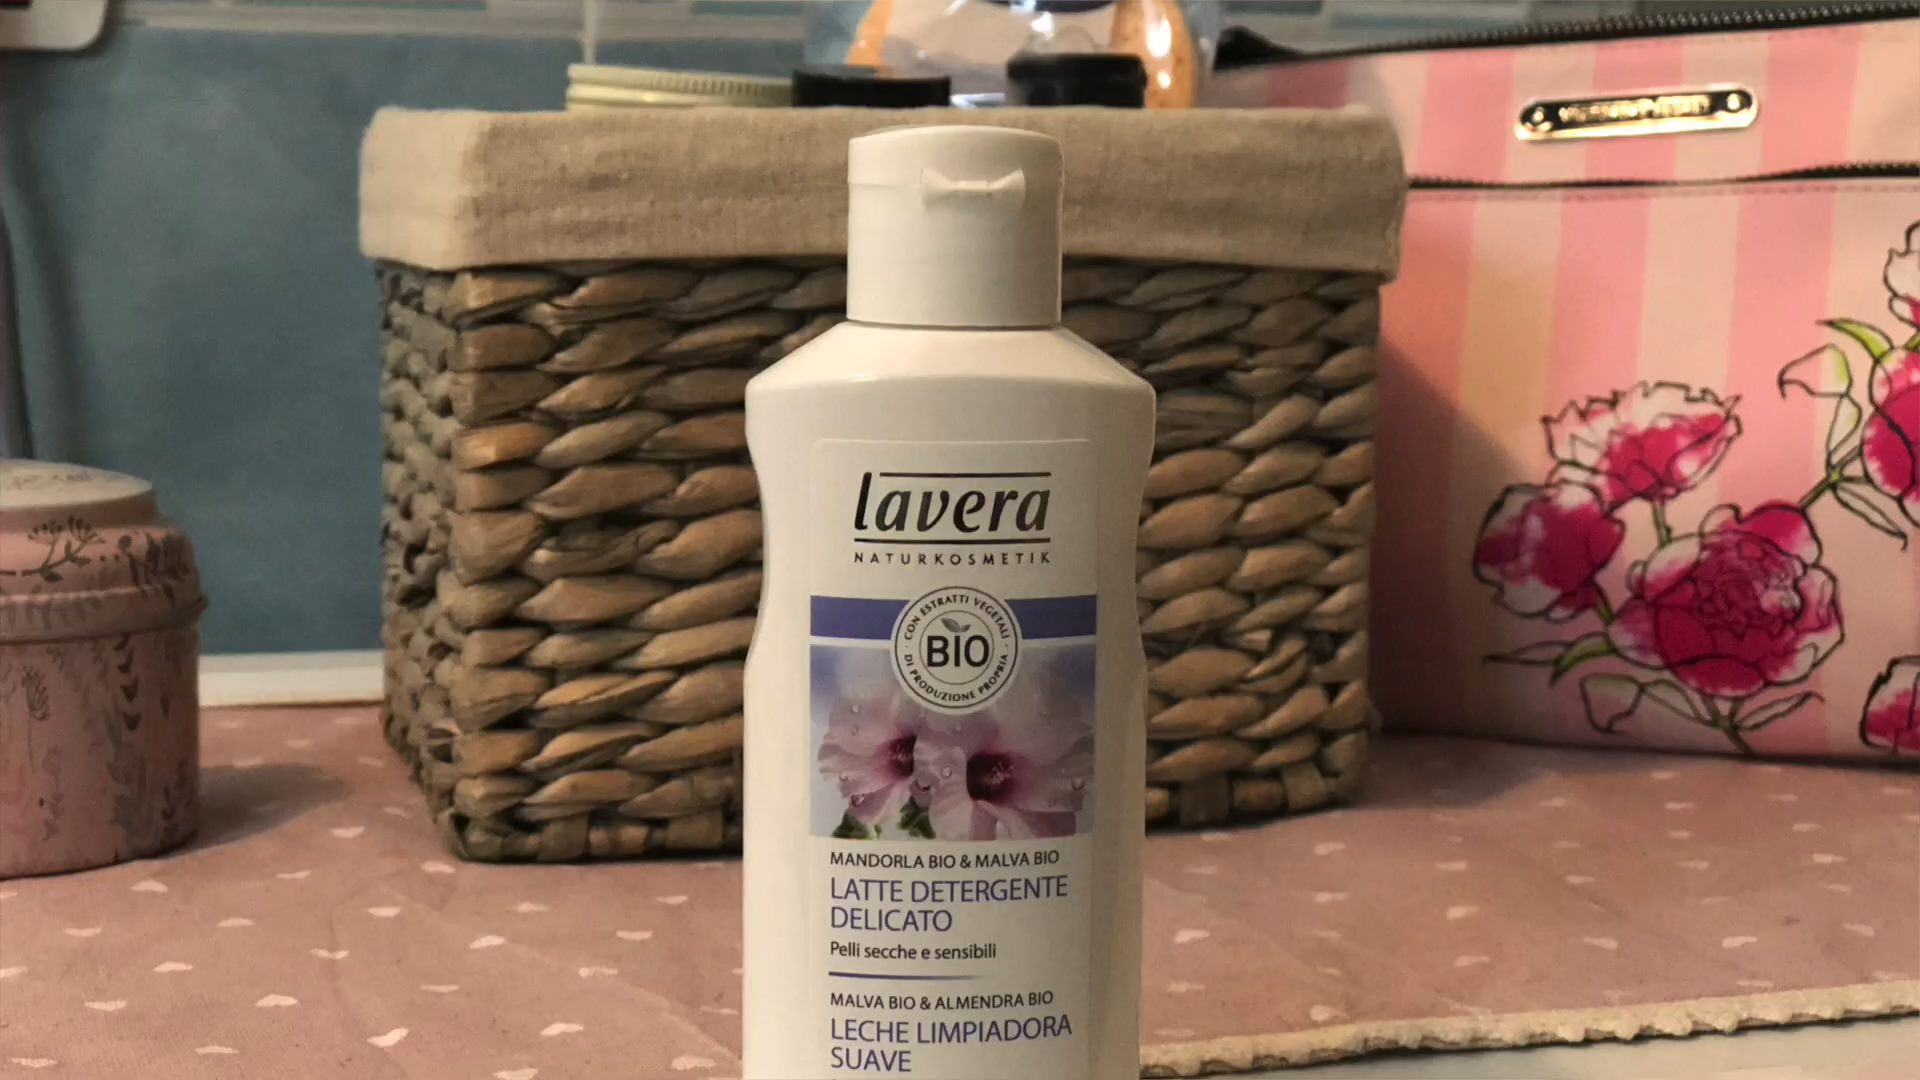 lavera
NATURKOSMETIK
CON ESTRATTI VEGETALI
BIO
DI PRODUZIONE PROPRIA
MANDORLA BIO & MALVA BIO
LATTE DETERGENTE
DELICATO
Pelli secche e sensibili
MALVA BIO & ALMENDRA BIO
LECHE LIMPIADORA
SUAVE